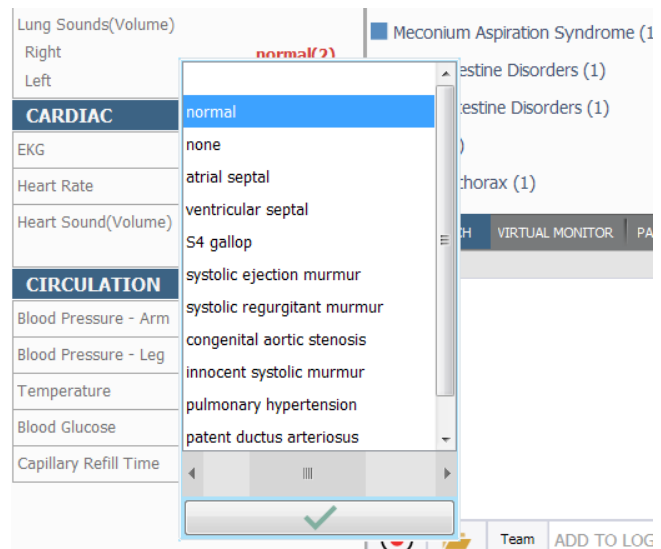 Lung Sounds(Volume)
Right normal(2)
Left
CARDIAC
EKG
Heart Rate
Heart Sound(Volume)
CIRCULATION
Blood Pressure - Arm
Blood Pressure - Leg
Temperature
Blood Glucose
Capillary Refill Time
normal
none
atrial septal
ventricular septal
S4 gallop
systolic ejection murmur
systolic regurgitant murmur
congenital aortic stenosis
innocent systolic murmur
pulmonary hypertension
patent ductus arteriosus
Meconium Aspiration Syndrome (1
estine Disorders (1)
testine Disorders (1)
)
thorax (1)
CH VIRTUAL MONITOR PA
Team ADD TO LOG